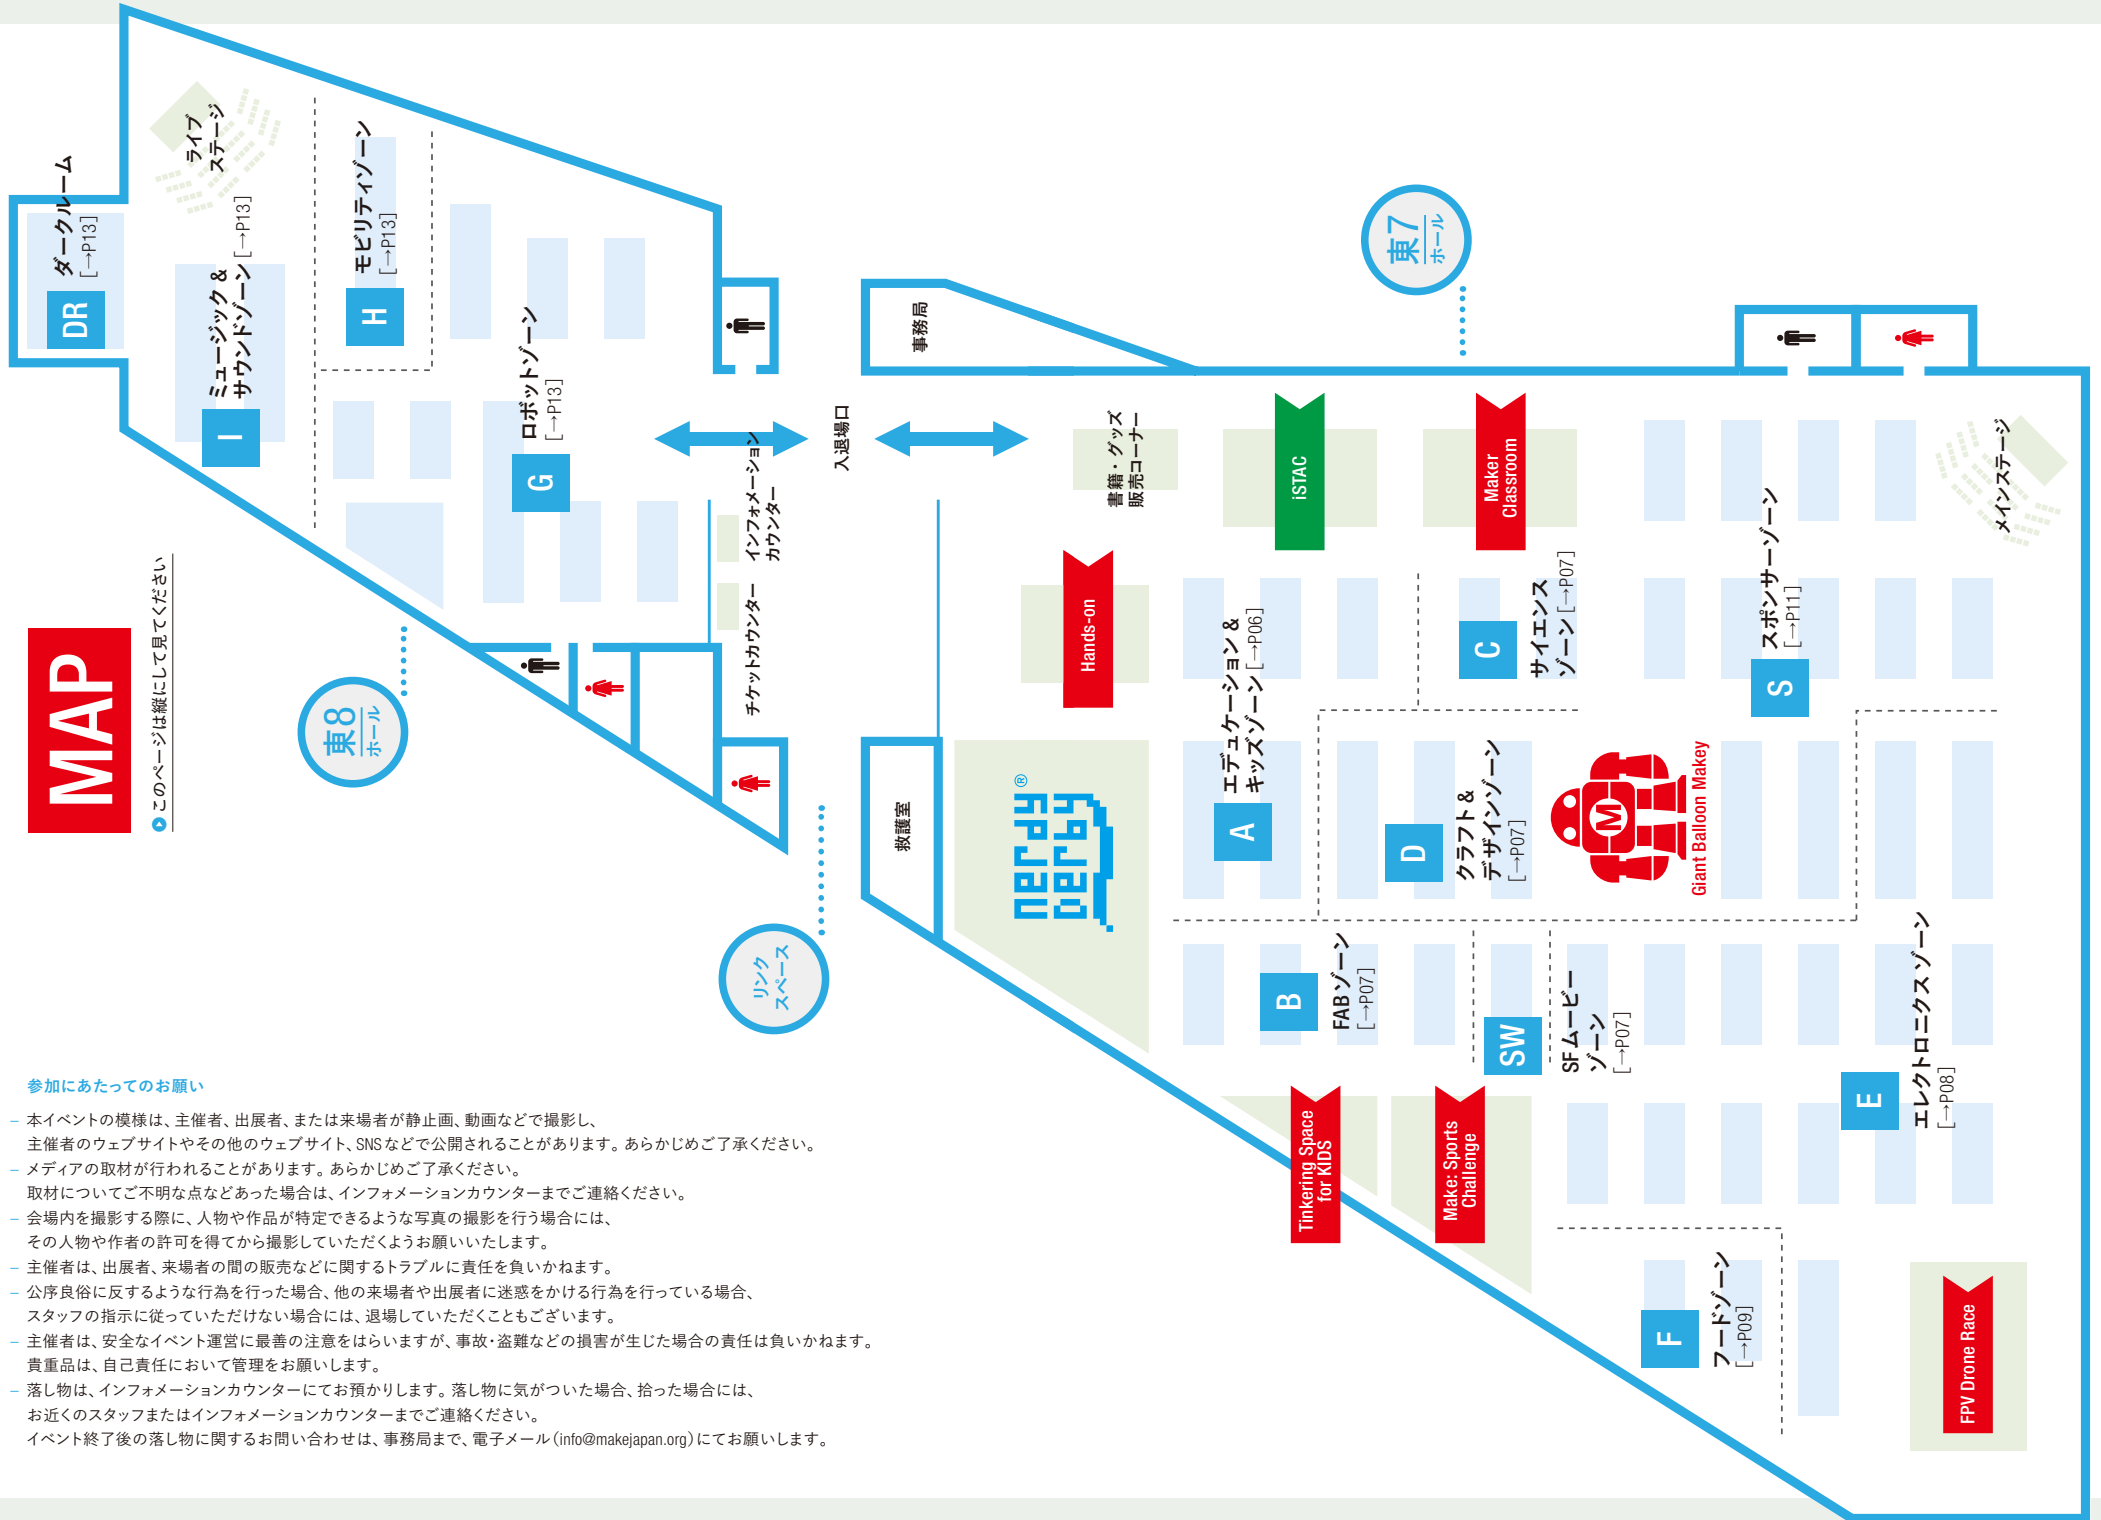 MAP
このページは縦にして見てください
DR
ダークルーム
[→P13]
ライブ
ステージ
I
ミュージック &
サウンドゾーン [→P13]
H
モビリティゾーン
[→P13]
G
ロボットゾーン
[→P13]
東8
ホール
インフォメーション
カウンター
チケットカウンター
入退場口
リンク
スペース
事務局
救護室
東7
ホール
書籍・グッズ
販売コーナー
iSTAC
Maker
Classroom
Hands-on
nerdy
Derby
®
A
エデュケーション &
キッズゾーン [→P06]
B
FABゾーン
[→P07]
C
サイエンス
ゾーン [→P07]
D
クラフト &
デザインゾーン
[→P07]
M
Giant Balloon Makey
SW
SFムービー
ゾーン
[→P07]
S
スポンサーゾーン
[→P11]
メインステージ
E
エレクトロニクス ゾーン
[→P08]
Tinkering Space
for KIDS
Make: Sports
Challenge
F
フードゾーン
[→P09]
FPV Drone Race
参加にあたってのお願い
– 本イベントの模様は、主催者、出展者、または来場者が静止画、動画などで撮影し、
主催者のウェブサイトやその他のウェブサイト、SNSなどで公開されることがあります。あらかじめご了承ください。
– メディアの取材が行われることがあります。あらかじめご了承ください。
取材についてご不明な点などあった場合は、インフォメーションカウンターまでご連絡ください。
– 会場内を撮影する際に、人物や作品が特定できるような写真の撮影を行う場合には、
その人物や作者の許可を得てから撮影していただくようお願いいたします。
– 主催者は、出展者、来場者の間の販売などに関するトラブルに責任を負いかねます。
– 公序良俗に反するような行為を行った場合、他の来場者や出展者に迷惑をかける行為を行っている場合、
スタッフの指示に従っていただけない場合には、退場していただくこともございます。
– 主催者は、安全なイベント運営に最善の注意をはらいますが、事故・盗難などの損害が生じた場合の責任は負いかねます。
貴重品は、自己責任において管理をお願いします。
– 落し物は、インフォメーションカウンターにてお預かりします。落し物に気がついた場合、拾った場合には、
お近くのスタッフまたはインフォメーションカウンターまでご連絡ください。
イベント終了後の落し物に関するお問い合わせは、事務局まで、電子メール（info@makejapan.org）にてお願いします。